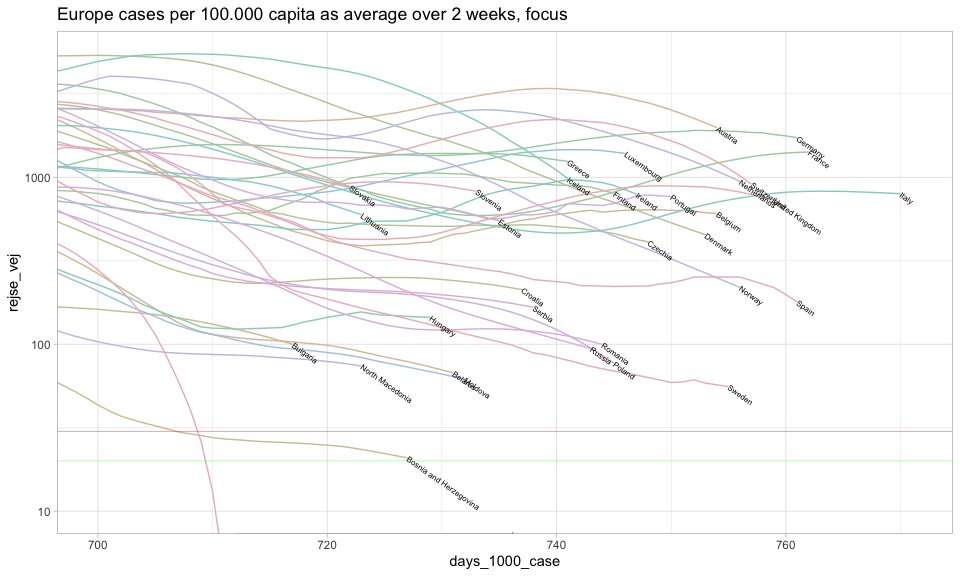 Europe cases per 100.000 capita as average over 2 weeks, focus
rejse_vej
1000
100
10
Austria
Germany
France
Greece
Luxembourg
Iceland
Finland
Ireland
Portugal
Netherlands
United Kingdom
Italy
Slovakia
Lithuania
Slovenia
Estonia
Belgium
Denmark
Czechia
Norway
Spain
Croatia
Serbia
Hungary
Bulgaria
North Macedonia
Belarus
Moldova
Romania
Russia
Poland
Sweden
Bosnia and Herzegovina
700
720
740
760
days_1000_case